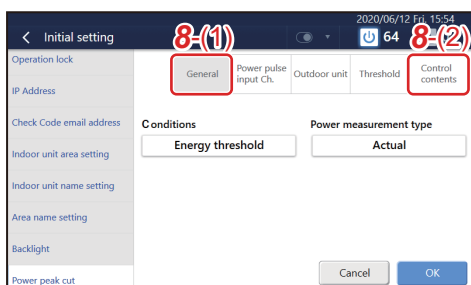 2020/06/12 Fri. 15:54
Initial setting
8-(1)
64
8-(2)
Operation lock
IP Address
Check Code email address
Indoor unit area setting
Indoor unit name setting
Area name setting
Backlight
Power peak cut
General
Power pulse
input Ch.
Outdoor unit
Threshold
Control
contents
Conditions
Power measurement type
Energy threshold
Actual
Cancel
OK